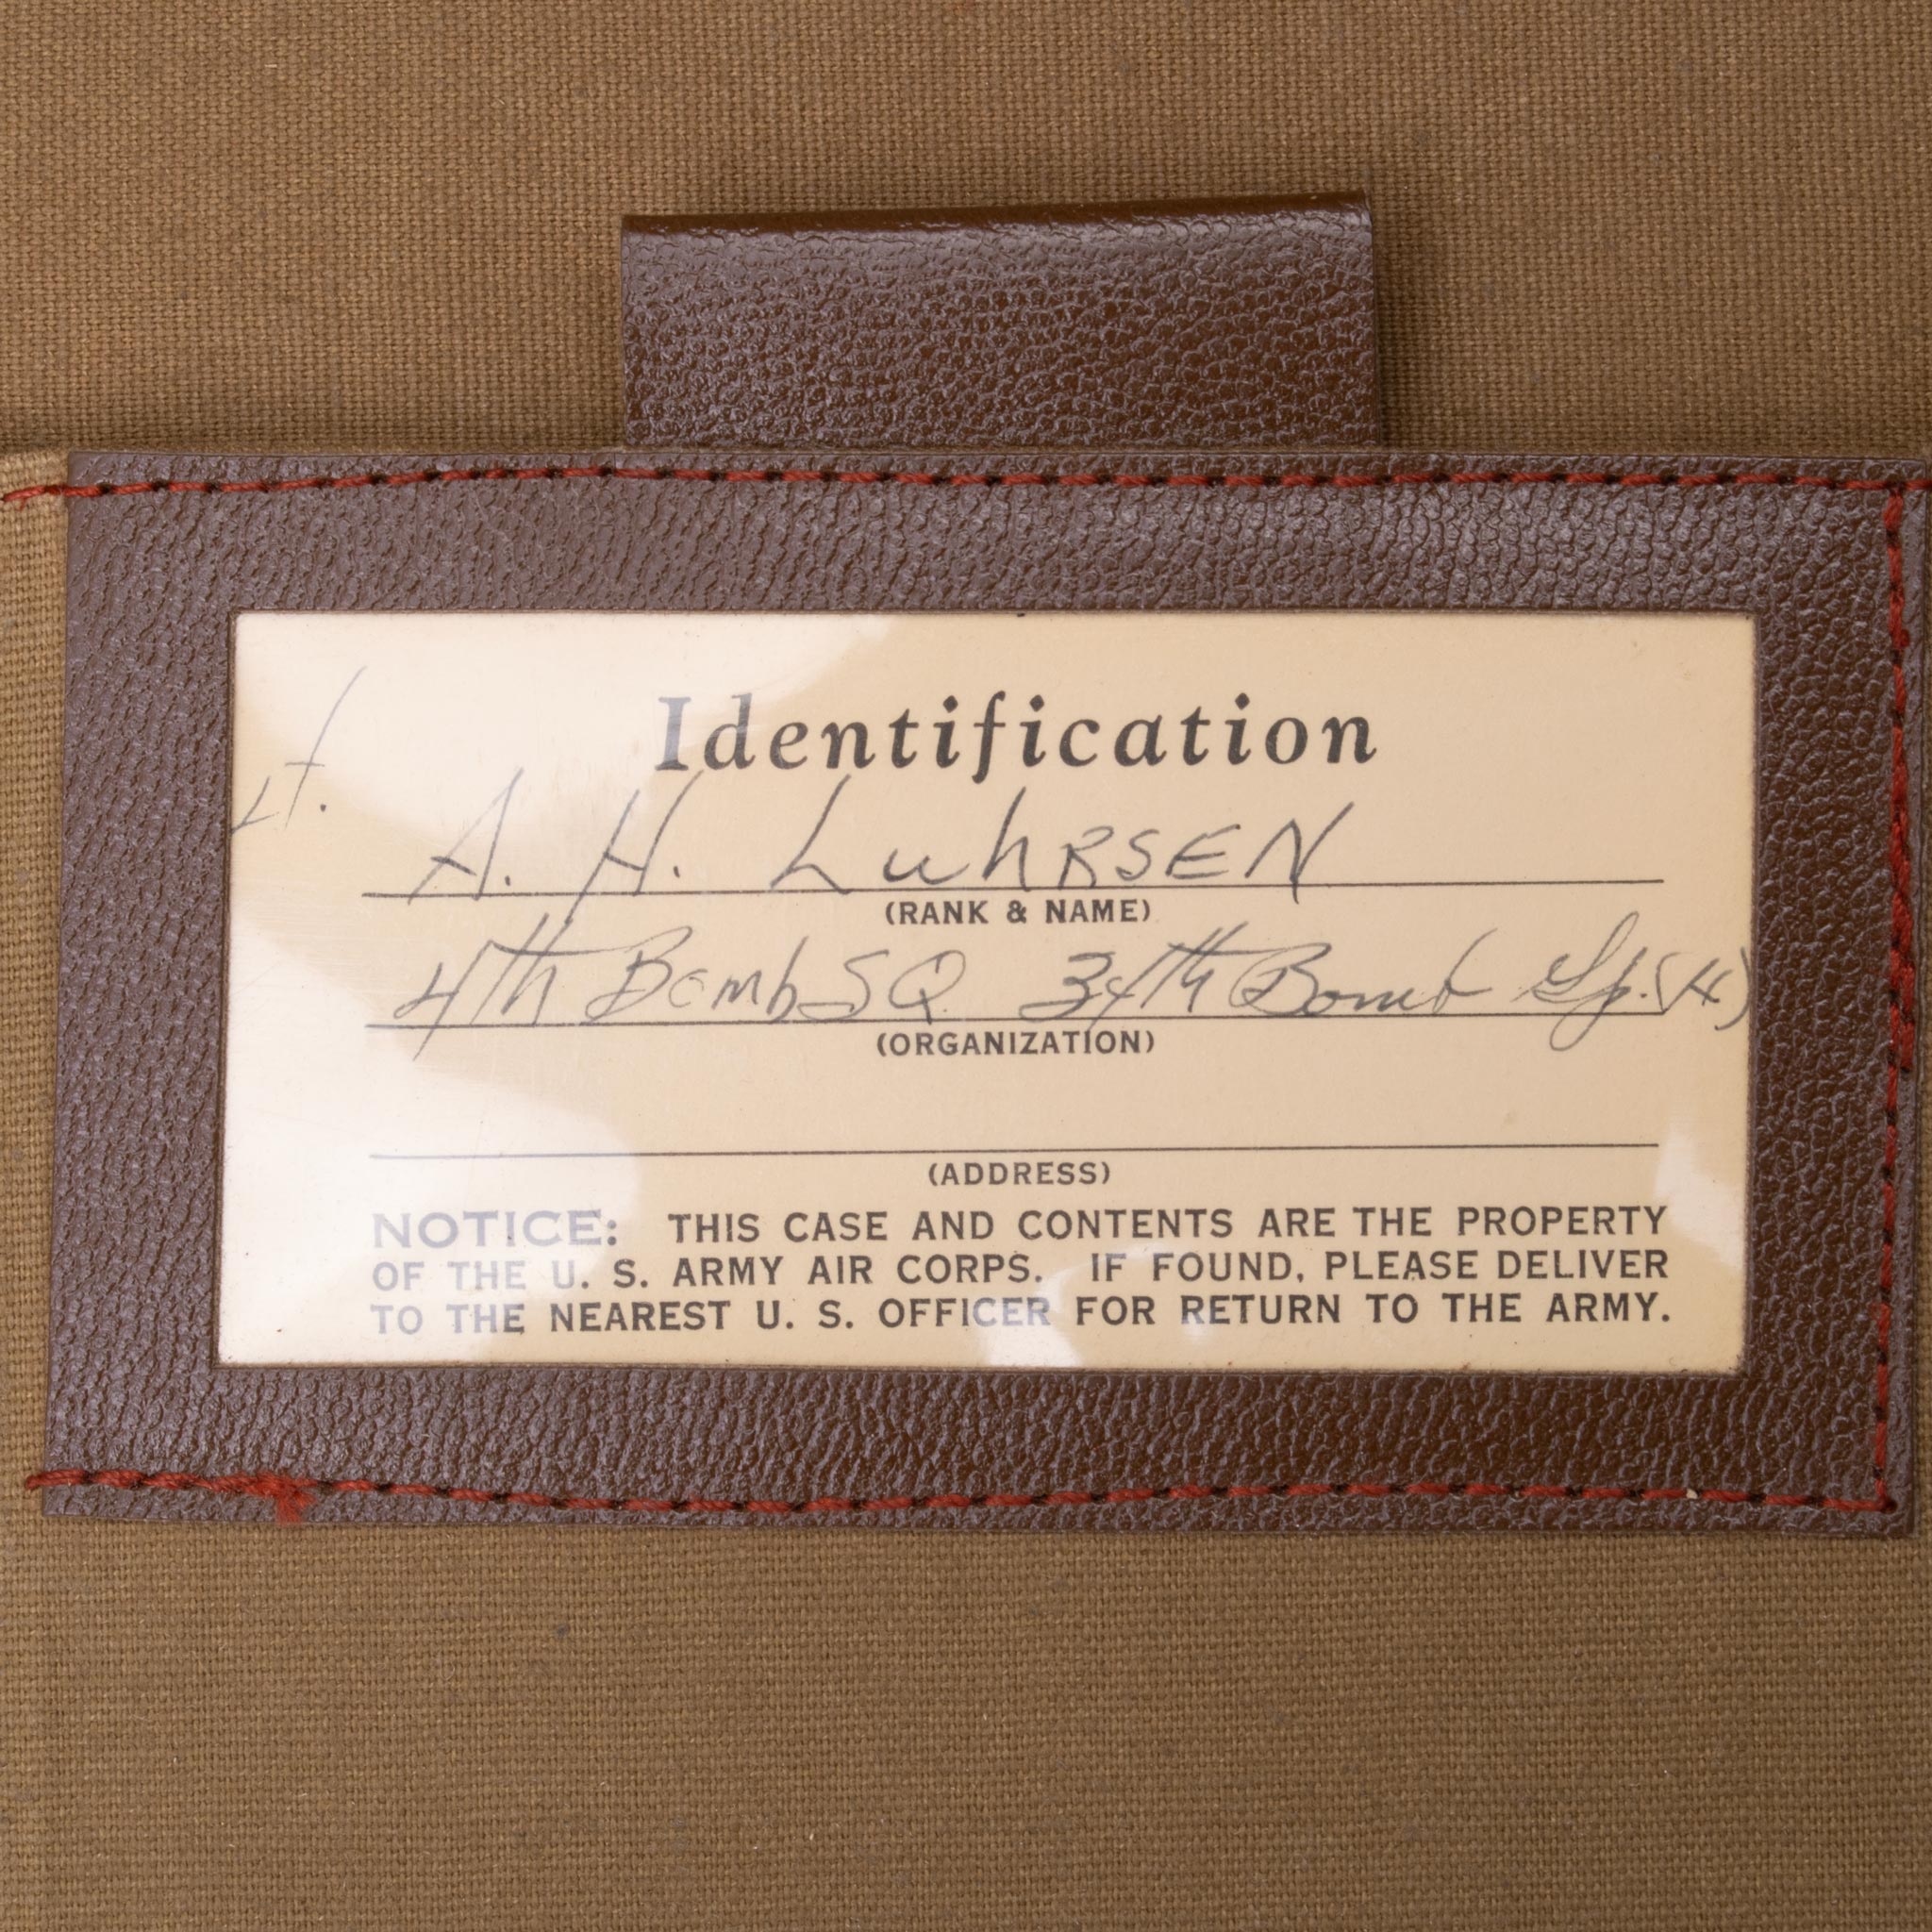 Identification
Lt. A. H. LuhRSEN
(RANK & NAME)
4th Bomb SQ 34th Bomb Gp. (H)
(ORGANIZATION)
(ADDRESS)
NOTICE: THIS CASE AND CONTENTS ARE THE PROPERTY
OF THE U. S. ARMY AIR CORPS. IF FOUND, PLEASE DELIVER
TO THE NEAREST U. S. OFFICER FOR RETURN TO THE ARMY.